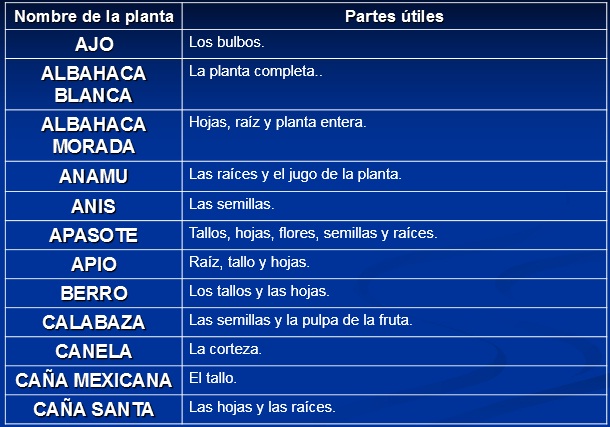 Nombre de la planta Partes útiles
AJO Los bulbos.
ALBAHACA BLANCA La planta completa..
ALBAHACA MORADA Hojas, raíz y planta entera.
ANAMU Las raíces y el jugo de la planta.
ANIS Las semillas.
APASOTE Tallos, hojas, flores, semillas y raíces.
APIO Raíz, tallo y hojas.
BERRO Los tallos y las hojas.
CALABAZA Las semillas y la pulpa de la fruta.
CANELA La corteza.
CAÑA MEXICANA El tallo.
CAÑA SANTA Las hojas y las raíces.